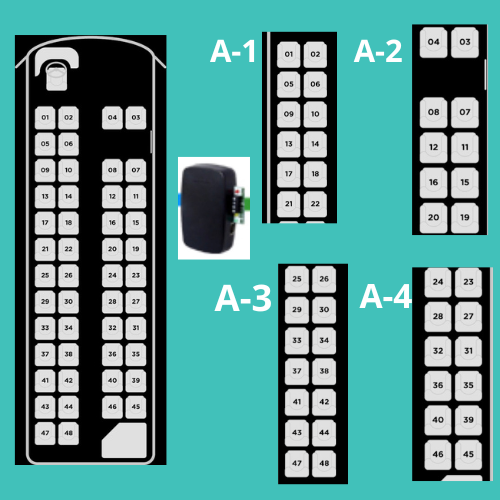 A-1
A-2
A-3
A-4
01 02 04 03
05 06
09 10 08 07
13 14 12 11
17 18 16 15
21 22 20 19
25 26 24 23
29 30 28 27
33 34 32 31
37 38 36 35
41 42 40 39
43 44 46 45
47 48
01 02
05 06
09 10
13 14
17 18
21 22
04 03
08 07
12 11
16 15
20 19
25 26
29 30
33 34
37 38
41 42
43 44
47 48
24 23
28 27
32 31
36 35
40 39
46 45